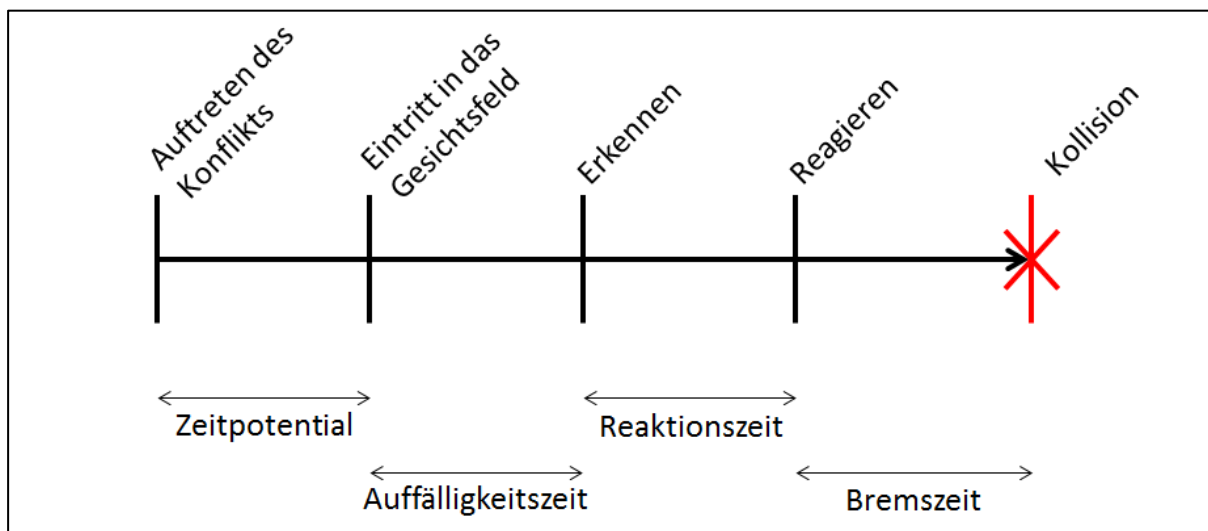 Auftreten des
Konflikts
Eintritt in das
Gesichtsfeld
Erkennen
Reagieren
Kollision
Zeitpotential
Reaktionszeit
Auffälligkeitszeit
Bremszeit